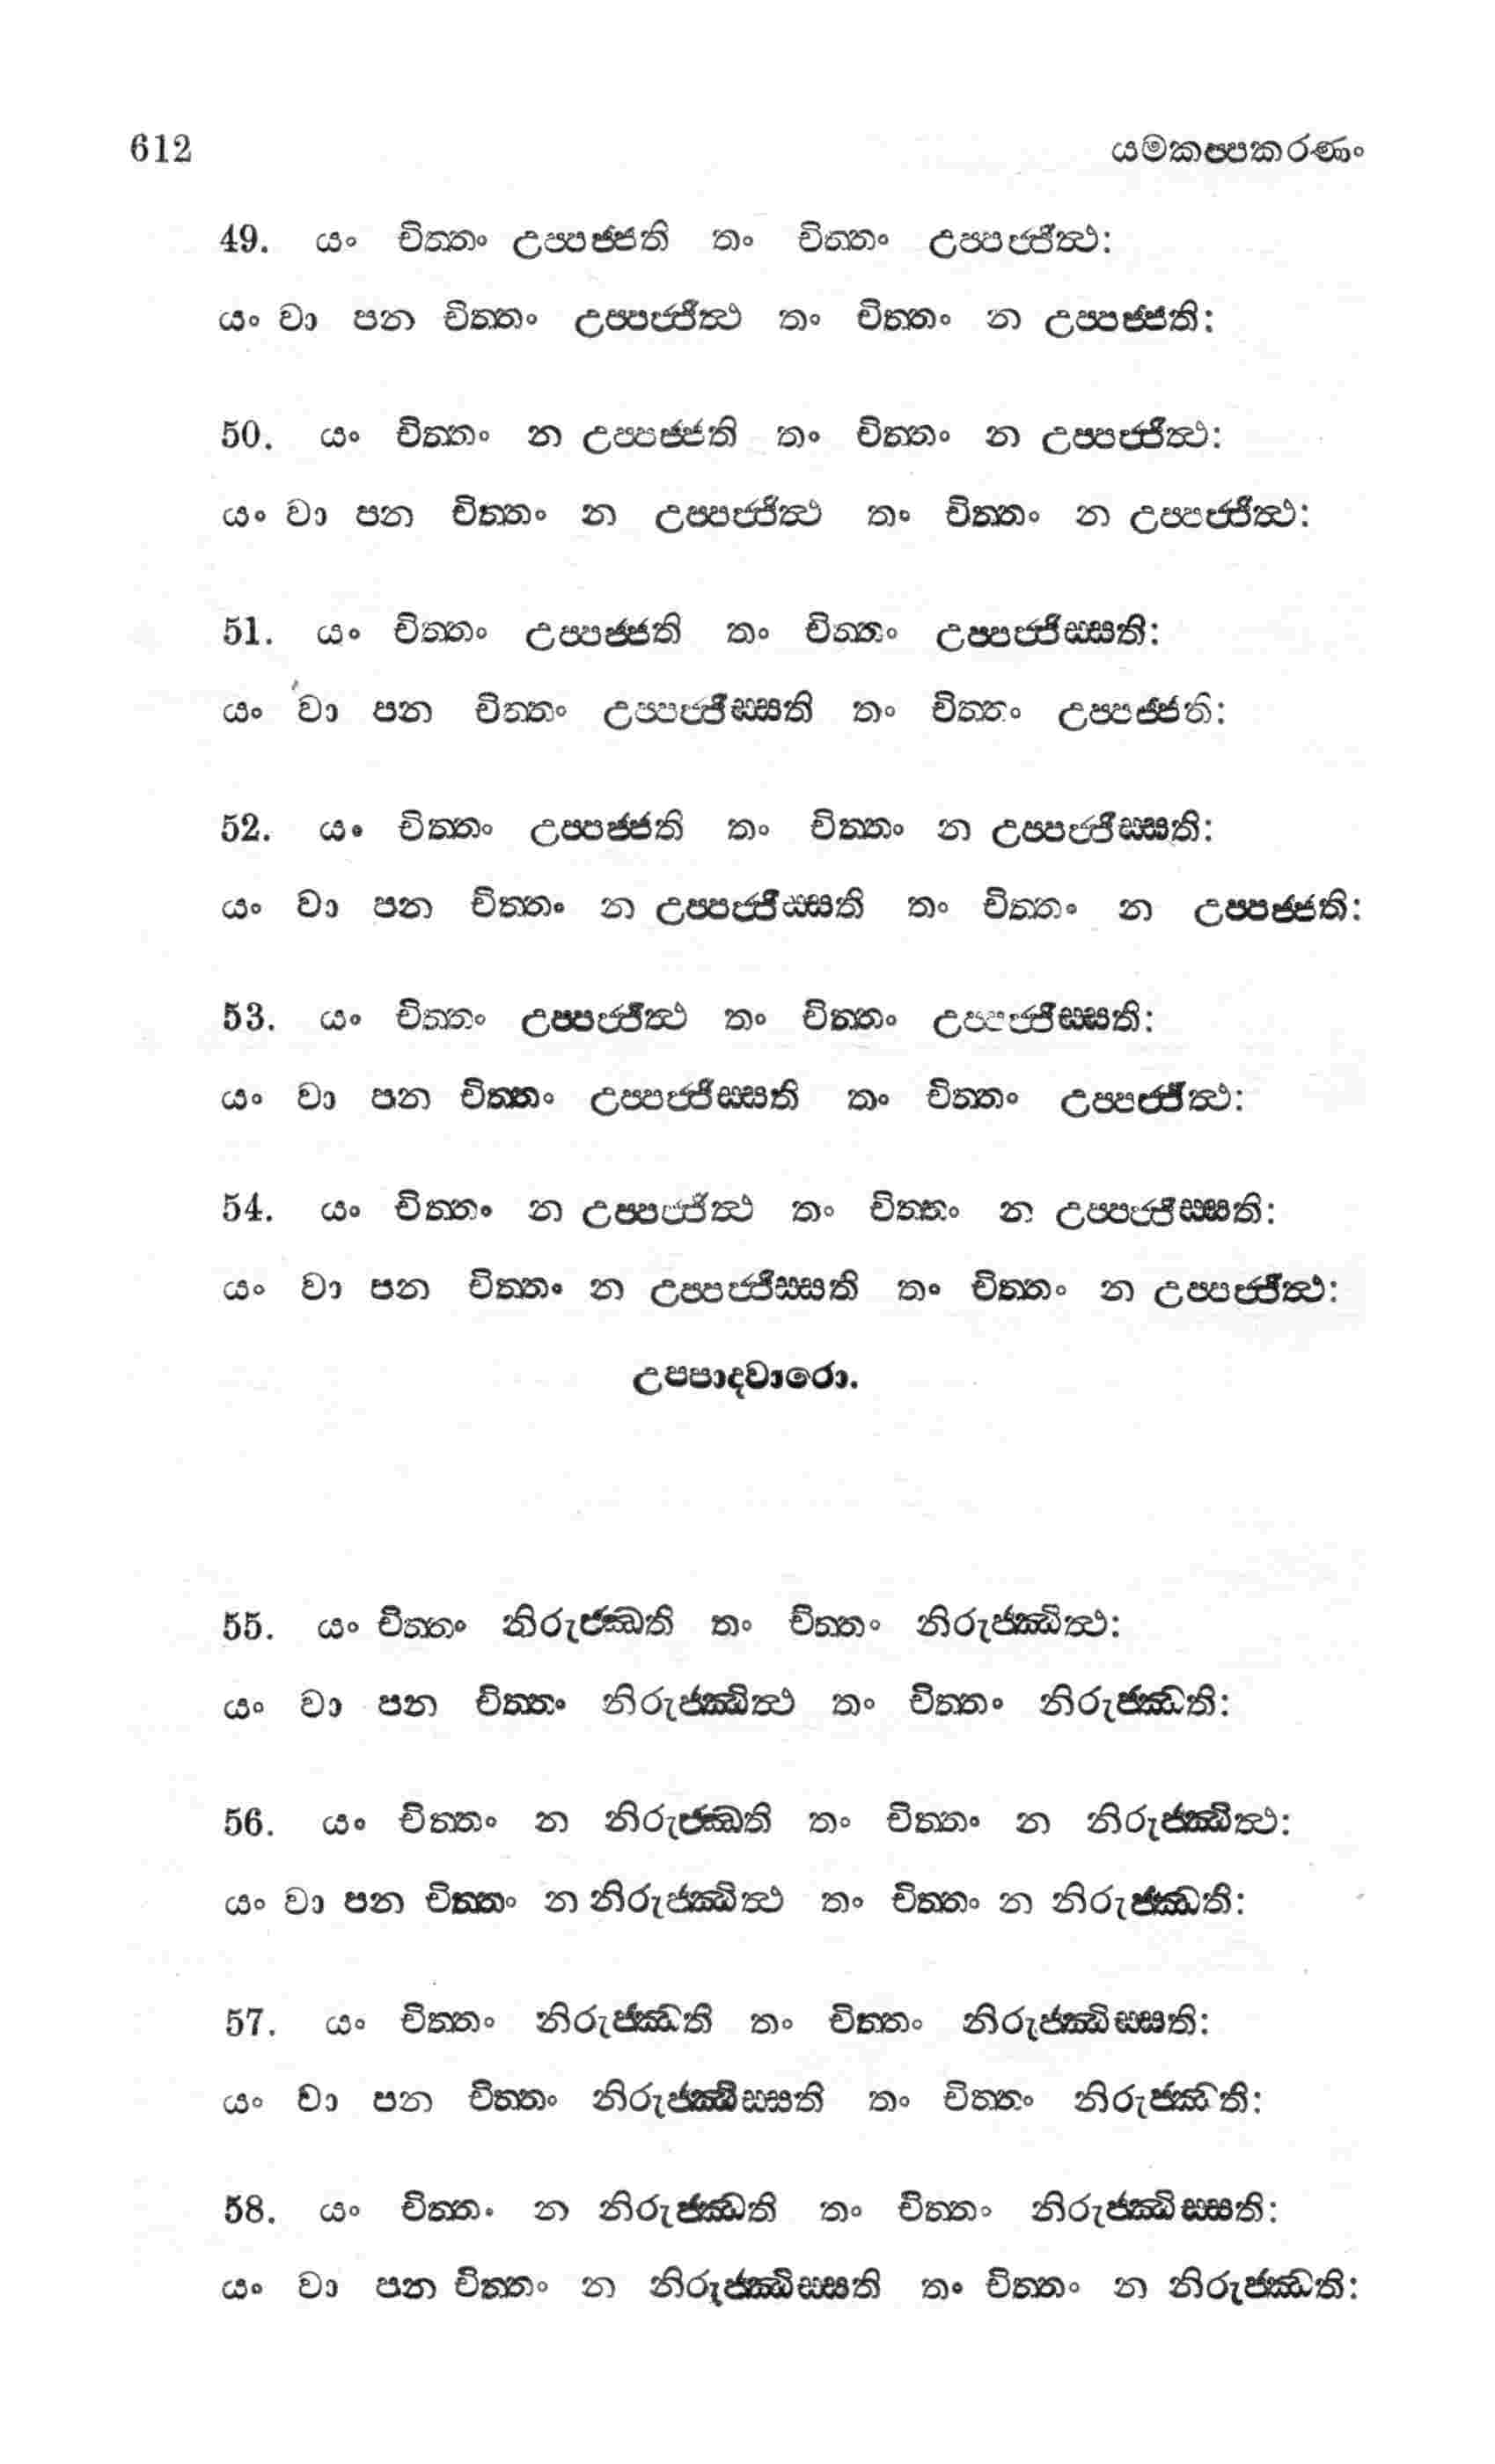 612 යමකප්පකරණං
49. යං චිත්තං උප්පජ්ජති තං චිත්තං උප්පජ්ජිත්ථ:
යං වා පන චිත්තං උප්පජ්ජිත්ථ තං චිත්තං න උප්පජ්ජති:
50. යං චිත්තං න උප්පජ්ජති තං චිත්තං න උප්පජ්ජිත්ථ:
යං වා පන චිත්තං න උප්පජ්ජිත්ථ තං චිත්තං න උප්පජ්ජිත්ථ:
51. යං චිත්තං උප්පජ්ජති තං චිත්තං උප්පජ්ජිස්සති:
යං වා පන චිත්තං උප්පජ්ජිස්සති තං චිත්තං උප්පජ්ජති:
52. යං චිත්තං උප්පජ්ජති තං චිත්තං න උප්පජ්ජිස්සති:
යං වා පන චිත්තං න උප්පජ්ජිස්සති තං චිත්තං න උප්පජ්ජති:
53. යං චිත්තං උප්පජ්ජිත්ථ තං චිත්තං උප්පජ්ජිස්සති:
යං වා පන චිත්තං උප්පජ්ජිස්සති තං චිත්තං උප්පජ්ජිත්ථ:
54. යං චිත්තං න උප්පජ්ජිත්ථ තං චිත්තං න උප්පජ්ජිස්සති:
යං වා පන චිත්තං න උප්පජ්ජිස්සති තං චිත්තං න උප්පජ්ජිත්ථ:
උපපාදවාරො.
55. යං චිත්තං නිරුජ්ඣති තං චිත්තං නිරුජ්ඣිත්ථ:
යං වා පන චිත්තං නිරුජ්ඣිත්ථ තං චිත්තං නිරුජ්ඣති:
56. යං චිත්තං න නිරුජ්ඣති තං චිත්තං න නිරුජ්ඣිත්ථ:
යං වා පන චිත්තං න නිරුජ්ඣිත්ථ තං චිත්තං න නිරුජ්ඣති:
57. යං චිත්තං නිරුජ්ඣති තං චිත්තං නිරුජ්ඣිස්සති:
යං වා පන චිත්තං නිරුජ්ඣිස්සති තං චිත්තං නිරුජ්ඣති:
58. යං චිත්තං න නිරුජ්ඣති තං චිත්තං නිරුජ්ඣිස්සති:
යං වා පන චිත්තං න නිරුජ්ඣිස්සති තං චිත්තං න නිරුජ්ඣති: